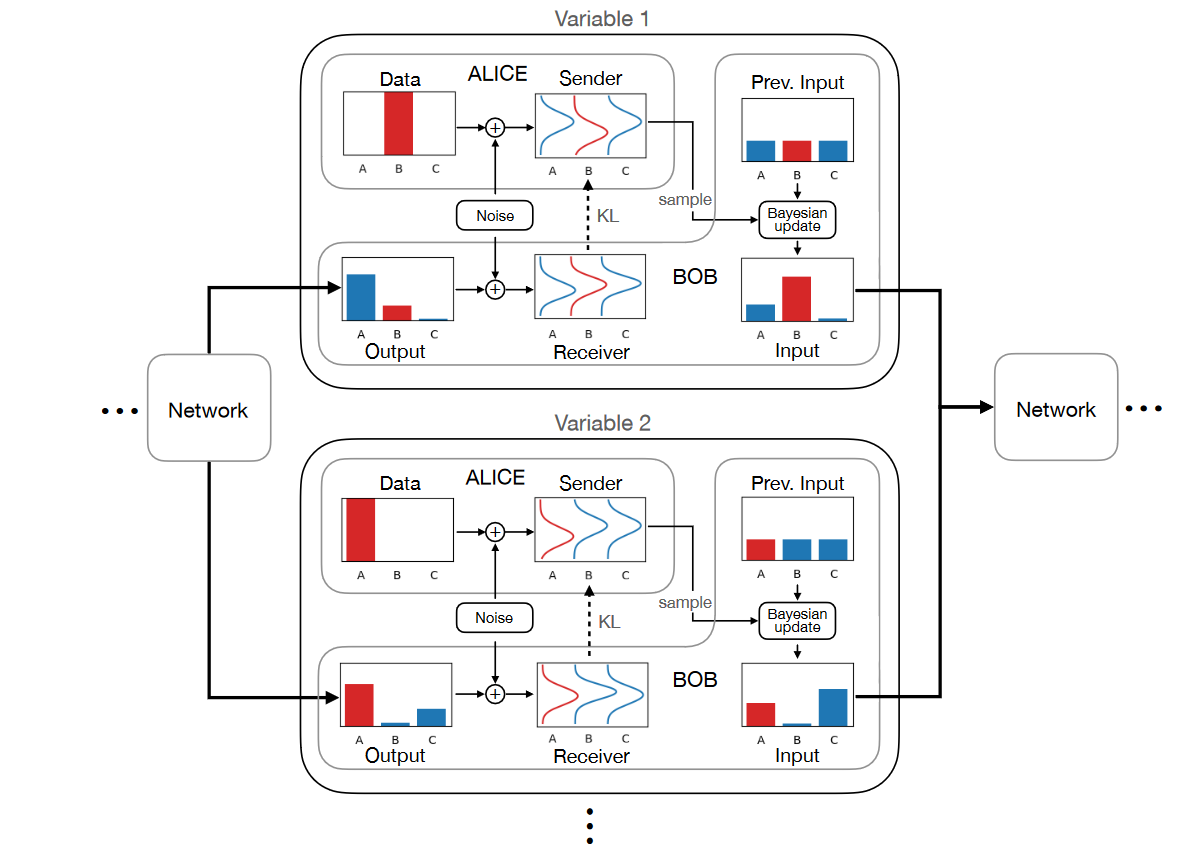 Variable 1
Data
ALICE
Sender
Prev. Input
A B C
A B C
A B C
Noise
KL
sample
Bayesian
update
BOB
A B C
A B C
A B C
Output
Receiver
Input
Network
Network
Variable 2
Data
ALICE
Sender
Prev. Input
A B C
A B C
A B C
Noise
KL
sample
Bayesian
update
BOB
A B C
A B C
A B C
Output
Receiver
Input